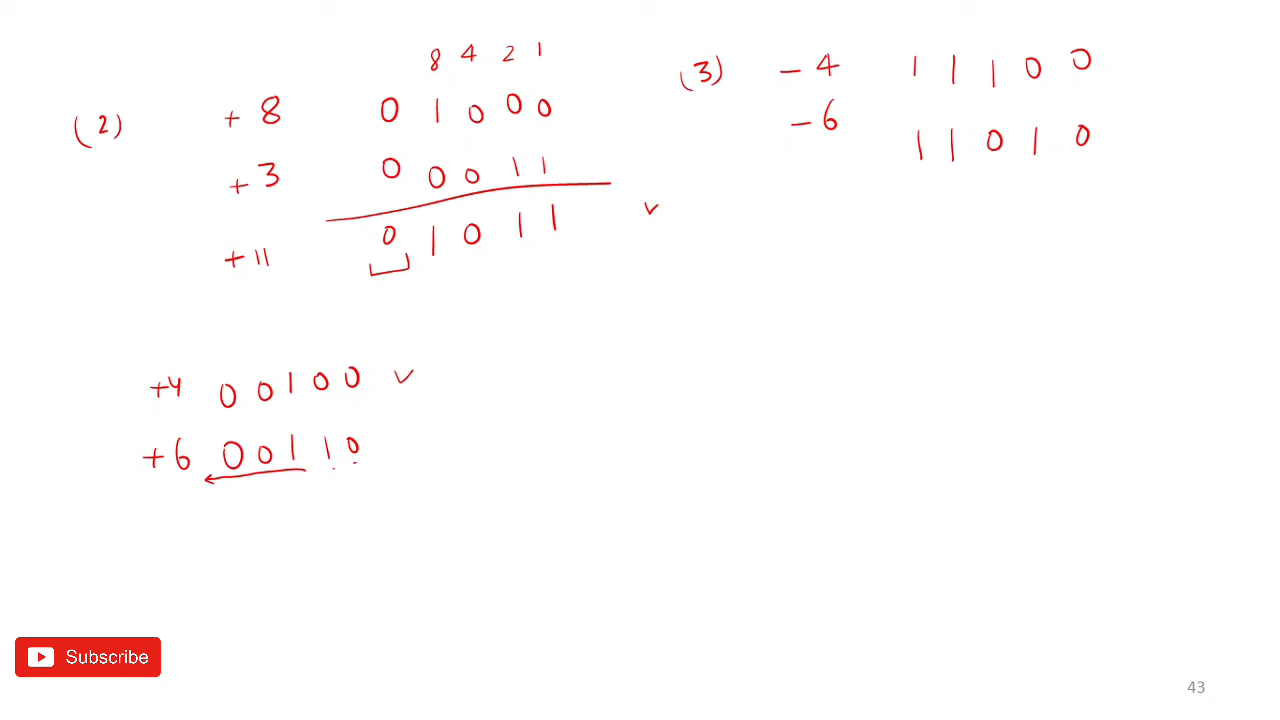 8 4 2 1
(2) + 8 0 1 0 0 0
+ 3 0 0 0 1 1
+ 11 0 1 0 1 1
(3) - 4 1 1 1 0 0
- 6 1 1 0 1 0
+4 0 0 1 0 0
+6 0 0 1 1 0
Subscribe
43